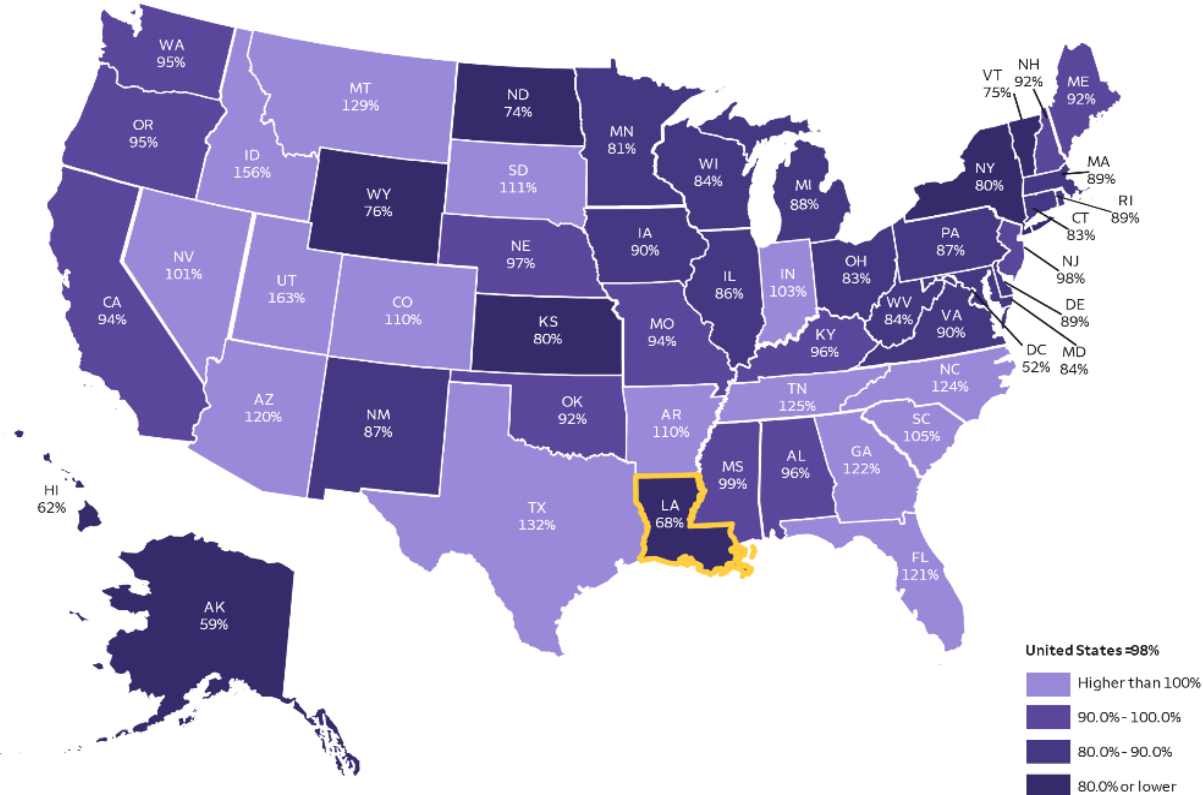 WA
95%
OR
95%
CA
94%
NV
101%
ID
156%
MT
129%
WY
76%
UT
163%
AZ
120%
CO
110%
NM
87%
ND
74%
SD
111%
NE
97%
KS
80%
OK
92%
TX
132%
MN
81%
IA
90%
MO
94%
AR
110%
LA
68%
WI
84%
IL
86%
MI
88%
IN
103%
OH
83%
KY
96%
TN
125%
MS
99%
AL
96%
GA
122%
FL
121%
SC
105%
NC
124%
VA
90%
WV
84%
PA
87%
NY
80%
VT
75%
NH
92%
ME
92%
MA
89%
RI
89%
CT
83%
NJ
98%
DE
89%
MD
84%
DC
52%
HI
62%
AK
59%
United States =98%
Higher than 100%
90.0% - 100.0%
80.0% - 90.0%
80.0% or lower